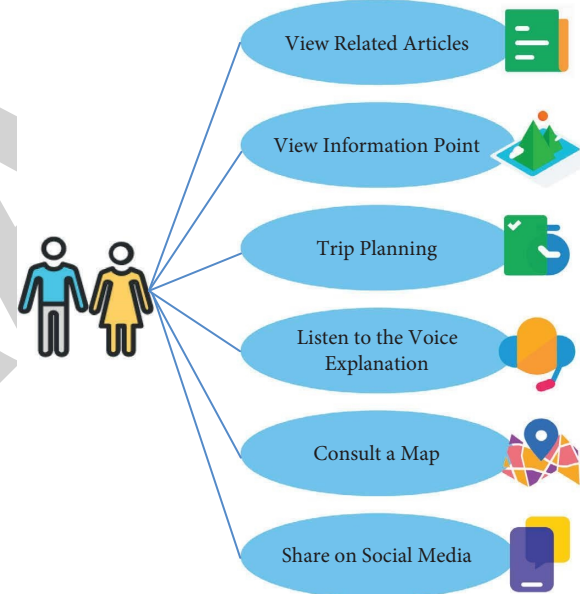 View Related Articles
View Information Point
Trip Planning
Listen to the Voice
Explanation
Consult a Map
Share on Social Media